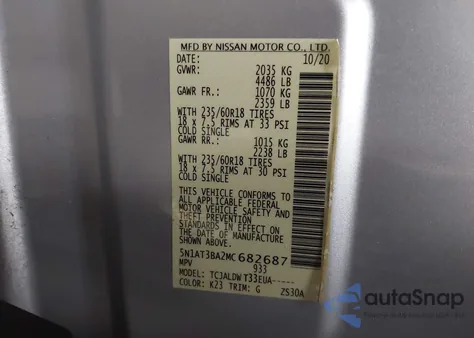 MFD BY NISSAN MOTOR CO., LTD.
DATE: 10/20
GVWR: 2035 KG
4486 LB
GAWR FR.: 1070 KG
2359 LB
WITH 235/60R18 TIRES
18 x 7.5 RIMS AT 33 PSI
COLD SINGLE
GAWR RR.: 1015 KG
2238 LB
WITH 235/60R18 TIRES
18 x 7.5 RIMS AT 30 PSI
COLD SINGLE
THIS VEHICLE CONFORMS TO
ALL APPLICABLE FEDERAL
MOTOR VEHICLE SAFETY AND
THEFT PREVENTION
STANDARDS IN EFFECT ON
THE DATE OF MANUFACTURE
SHOWN ABOVE.
5N1AT3BA2MC682687
MPV 933
MODEL: TCJALDWT33EUA-----
COLOR: K23 TRIM: G ZS30A
autoSnap